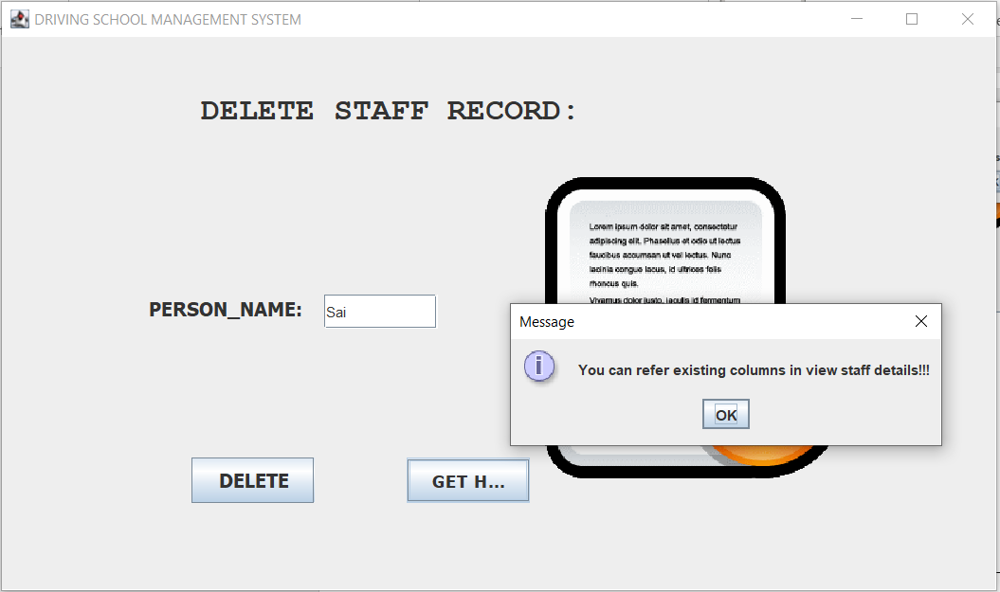 DRIVING SCHOOL MANAGEMENT SYSTEM
DELETE STAFF RECORD:
Lorem ipsum dolor sit amet, consectetur
adipiscing elit. Phasellus et odio ut lectus
faucibus accumsan ut vel lectus. Nunc
lacinia congue lacus, id ultrices felis
rhoncus quis.
Vivamus dolor justo, iaculis id fermentum
PERSON_NAME:
Sai
Message
You can refer existing columns in view staff details!!!
OK
DELETE
GET H...